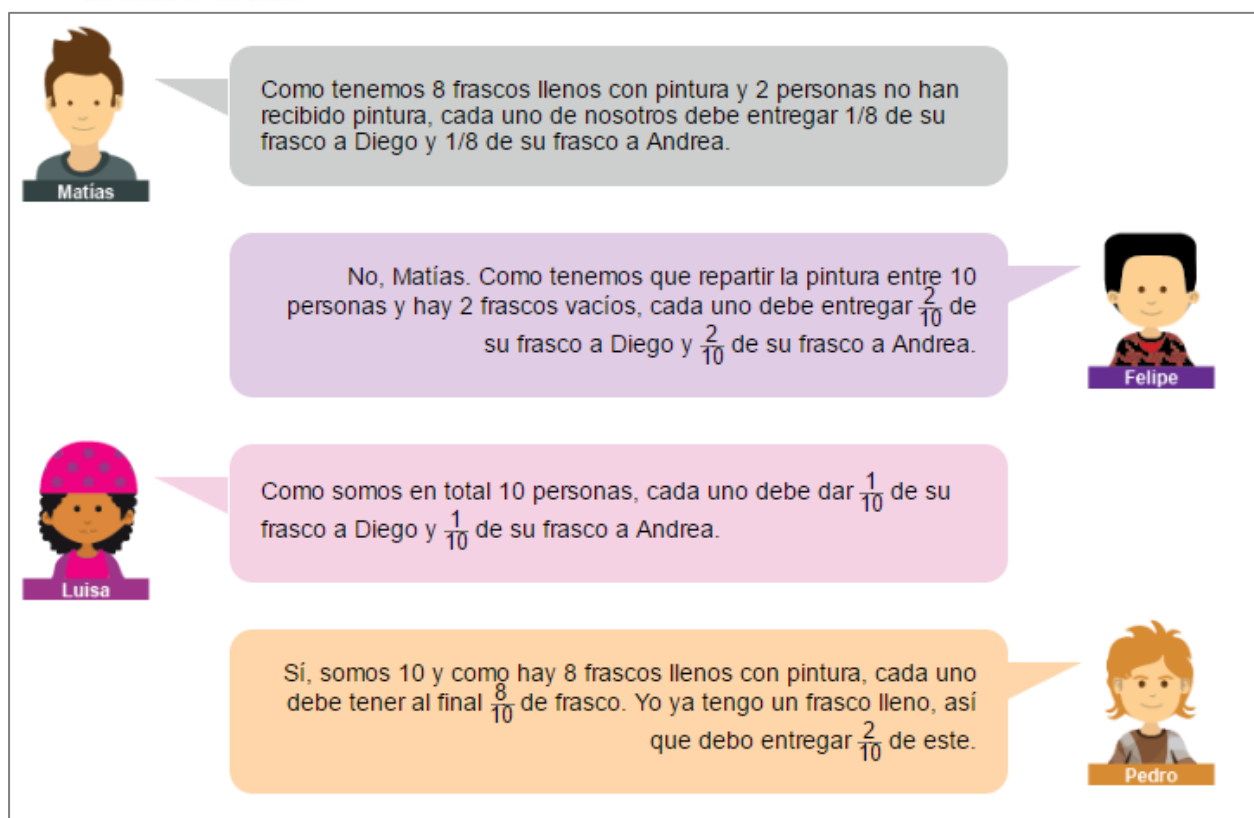 Como tenemos 8 frascos llenos con pintura y 2 personas no han
recibido pintura, cada uno de nosotros debe entregar 1/8 de su
frasco a Diego y 1/8 de su frasco a Andrea.
Matías
No, Matías. Como tenemos que repartir la pintura entre 10
personas y hay 2 frascos vacíos, cada uno debe entregar 2/10 de
su frasco a Diego y 2/10 de su frasco a Andrea.
Felipe
Como somos en total 10 personas, cada uno debe dar 1/10 de su
frasco a Diego y 1/10 de su frasco a Andrea.
Luisa
Sí, somos 10 y como hay 8 frascos llenos con pintura, cada uno
debe tener al final 8/10 de frasco. Yo ya tengo un frasco lleno, así
que debo entregar 2/10 de este.
Pedro